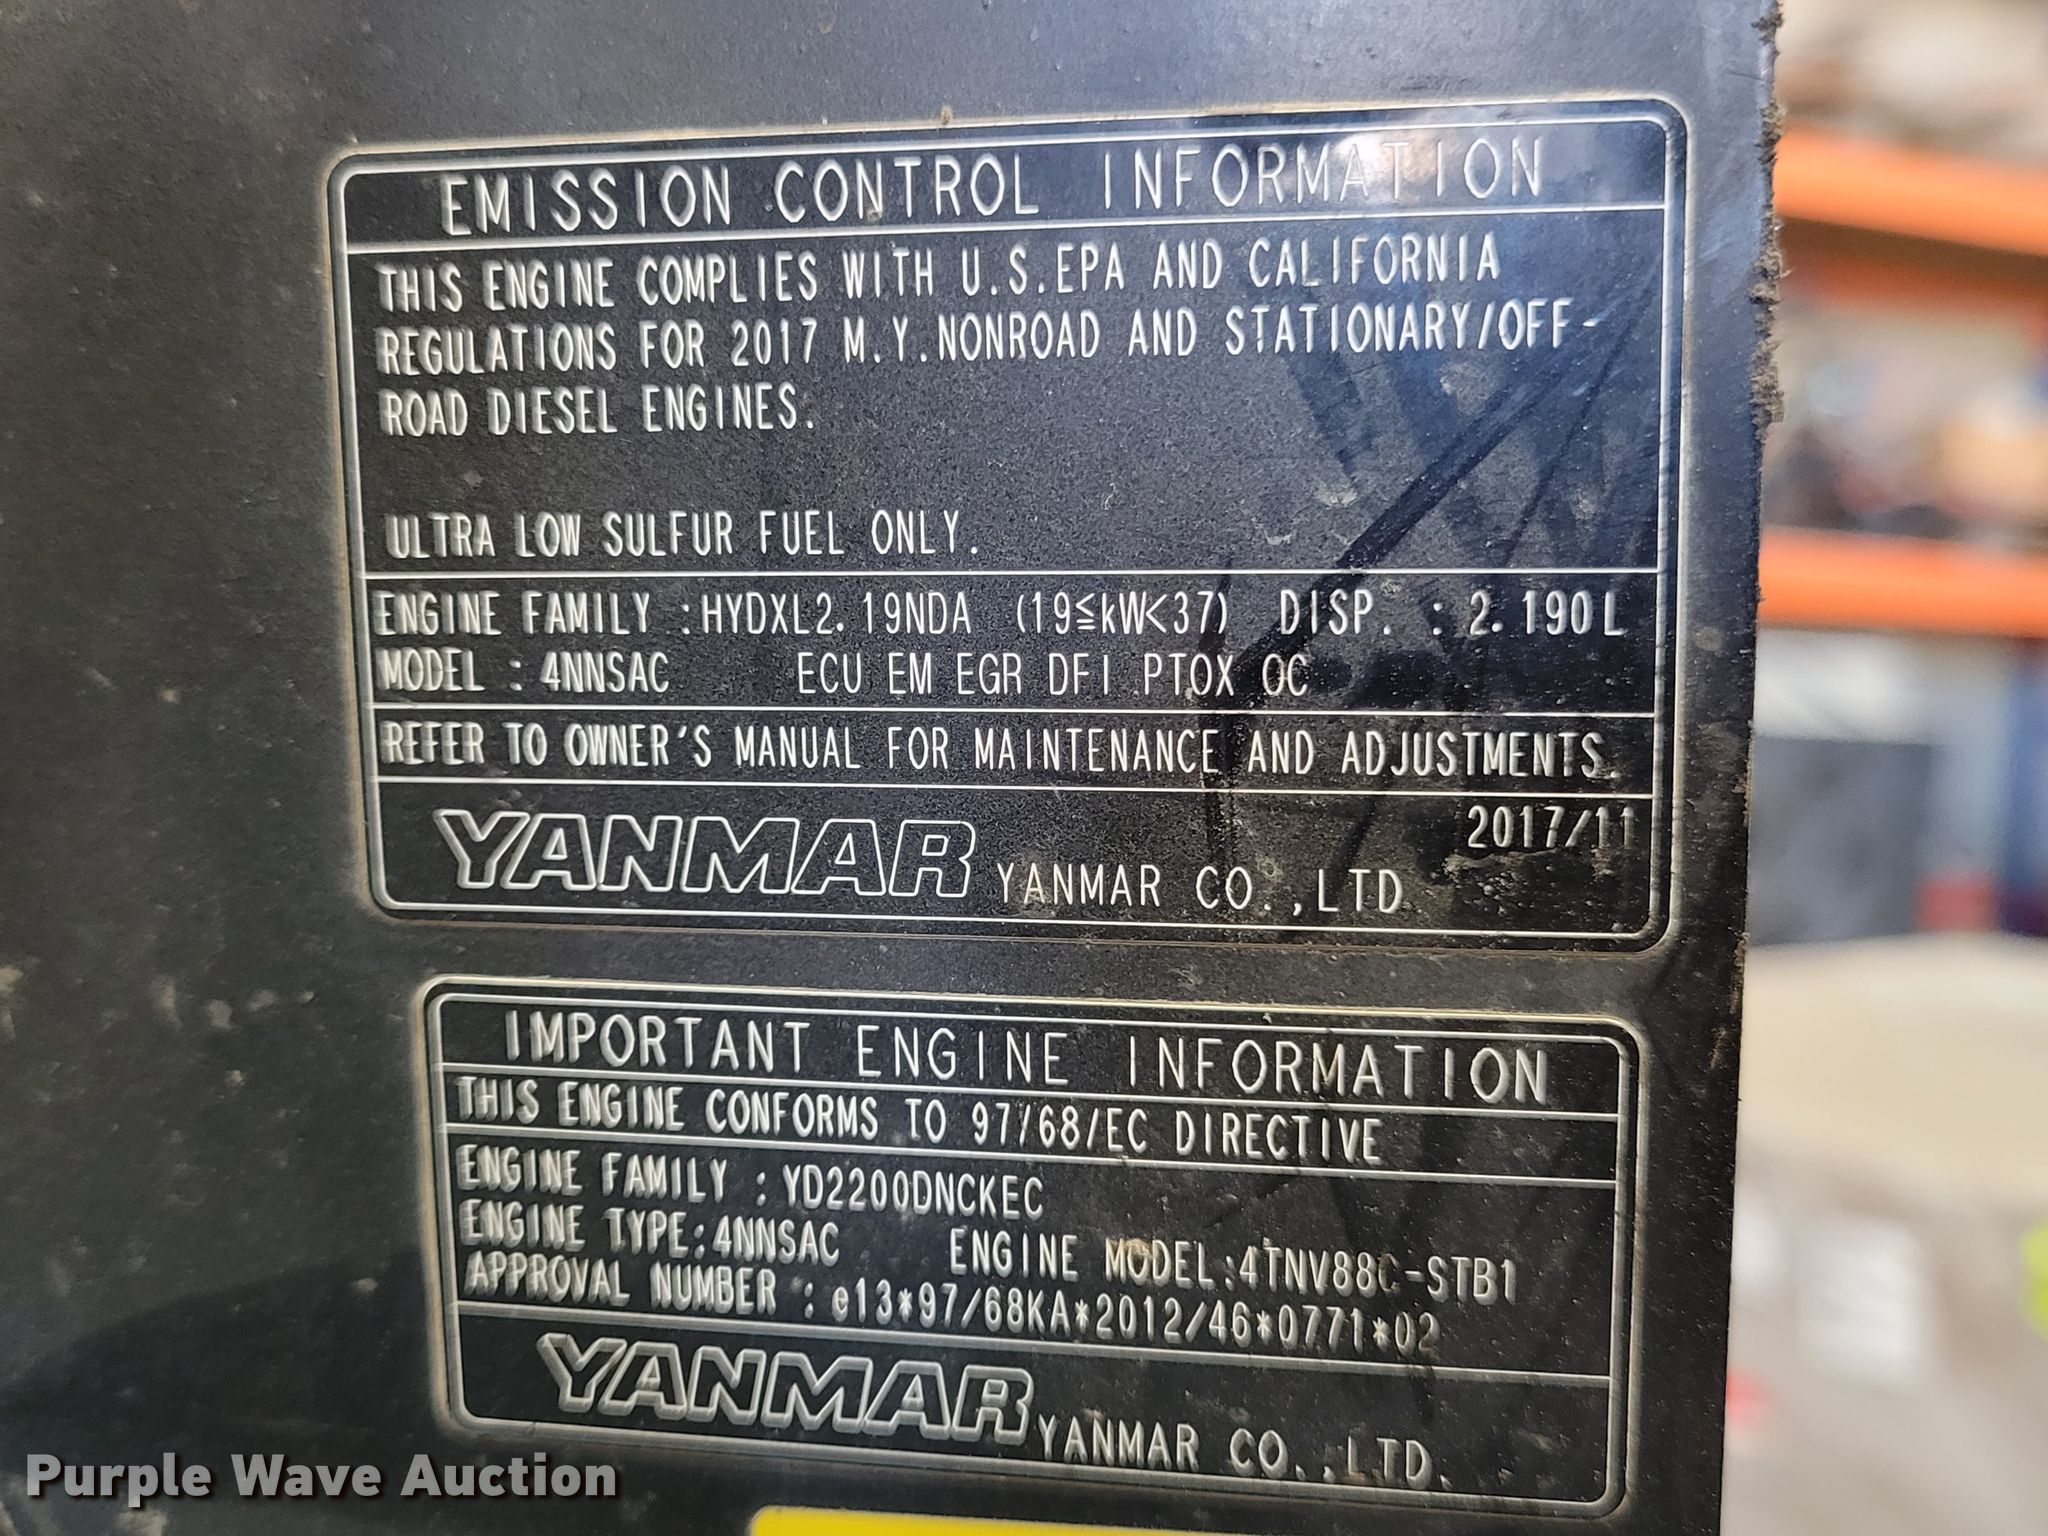 EMISSION CONTROL INFORMATION
THIS ENGINE COMPLIES WITH U.S.EPA AND CALIFORNIA
REGULATIONS FOR 2017 M.Y.NONROAD AND STATIONARY/OFF-
ROAD DIESEL ENGINES.
ULTRA LOW SULFUR FUEL ONLY.
ENGINE FAMILY :HYDXL2.19NDA (19≦kW<37) DISP. : 2.190L
MODEL : 4NNSAC ECU EM EGR DFI PTOX OC
REFER TO OWNER'S MANUAL FOR MAINTENANCE AND ADJUSTMENTS.
2017/11
YANMAR YANMAR CO.,LTD
IMPORTANT ENGINE INFORMATION
THIS ENGINE CONFORMS TO 97/68/EC DIRECTIVE
ENGINE FAMILY : YD2200DNCKEC
ENGINE TYPE:4NNSAC ENGINE MODEL:4TNV88C-STB1
APPROVAL NUMBER : e13*97/68KA*2012/46*0771*02
YANMAR YANMAR CO.,LTD.
Purple Wave Auction